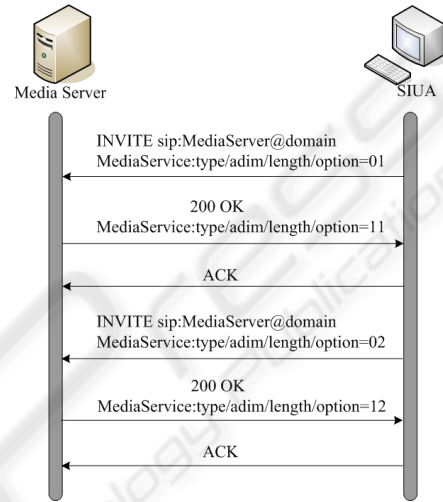 Media Server
SIUA
INVITE sip:MediaServer@domain
MediaService:type/adim/length/option=01
200 OK
MediaService:type/adim/length/option=11
ACK
INVITE sip:MediaServer@domain
MediaService:type/adim/length/option=02
200 OK
MediaService:type/adim/length/option=12
ACK